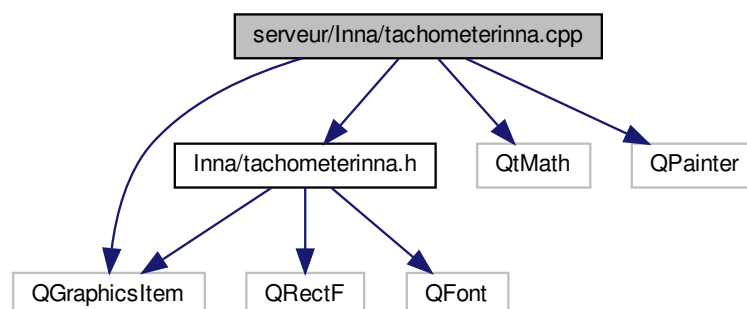 serveur/Inna/tachometerinna.cpp
Inna/tachometerinna.h
QtMath
QPainter
QGraphicsItem
QRectF
QFont